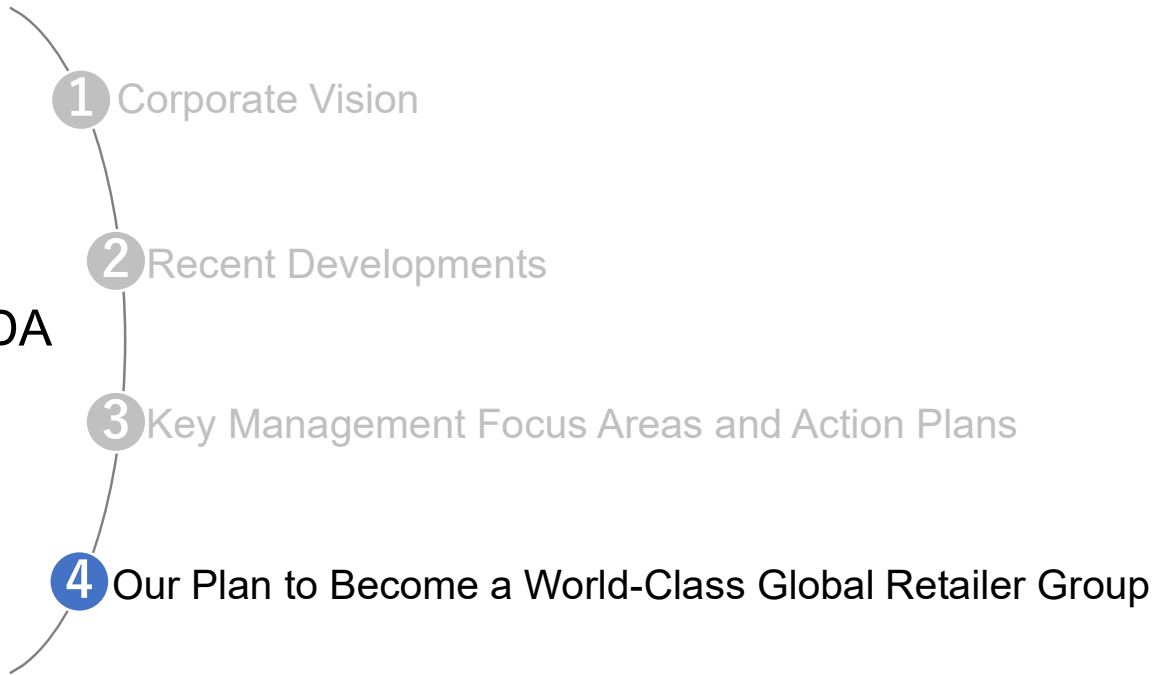 1 Corporate Vision
2 Recent Developments
DA
3 Key Management Focus Areas and Action Plans
4 Our Plan to Become a World-Class Global Retailer Group